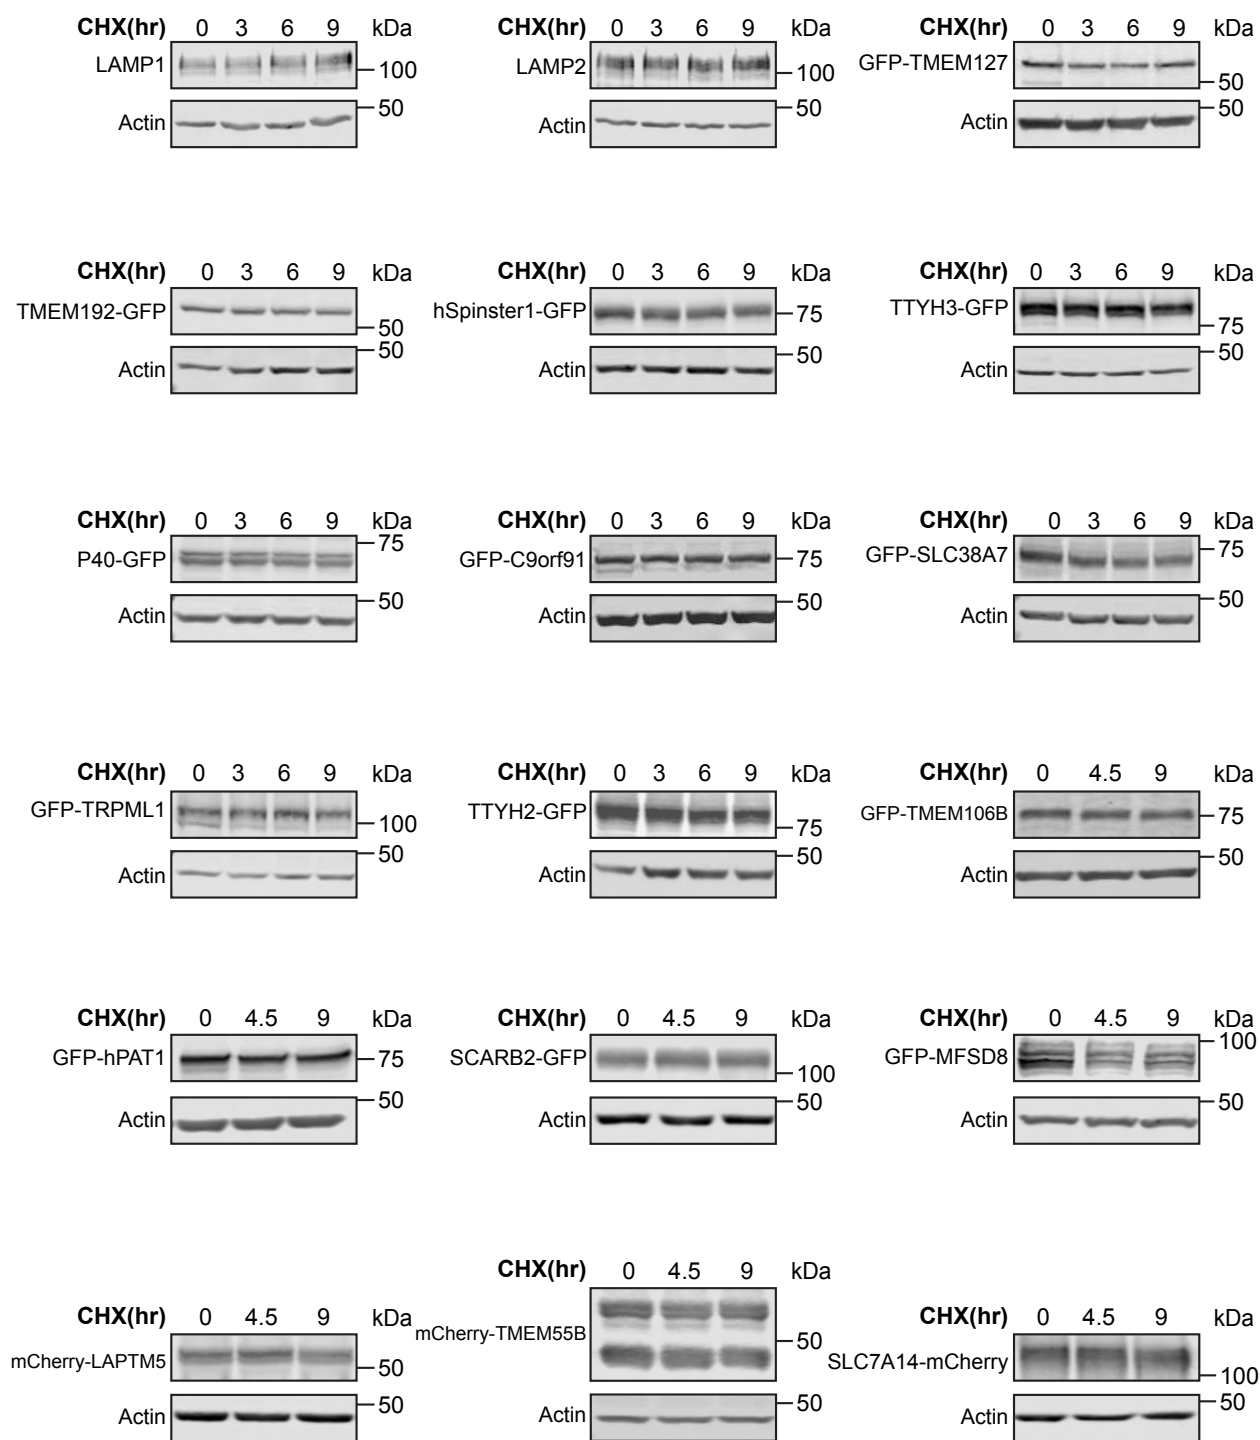 CHX(hr) 0 3 6 9 kDa
LAMP1 100
Actin 50
CHX(hr) 0 3 6 9 kDa
LAMP2 100
Actin 50
CHX(hr) 0 3 6 9 kDa
GFP-TMEM127 50
Actin 50
CHX(hr) 0 3 6 9 kDa
TMEM192-GFP 50
Actin 50
CHX(hr) 0 3 6 9 kDa
hSpinster1-GFP 75
Actin 50
CHX(hr) 0 3 6 9 kDa
TTYH3-GFP 75
Actin 50
CHX(hr) 0 3 6 9 kDa
P40-GFP 75
Actin 50
CHX(hr) 0 3 6 9 kDa
GFP-C9orf91 75
Actin 50
CHX(hr) 0 3 6 9 kDa
GFP-SLC38A7 75
Actin 50
CHX(hr) 0 3 6 9 kDa
GFP-TRPML1 100
Actin 50
CHX(hr) 0 3 6 9 kDa
TTYH2-GFP 75
Actin 50
CHX(hr) 0 4.5 9 kDa
GFP-TMEM106B 75
Actin 50
CHX(hr) 0 4.5 9 kDa
GFP-hPAT1 75
Actin 50
CHX(hr) 0 4.5 9 kDa
SCARB2-GFP 100
Actin 50
CHX(hr) 0 4.5 9 kDa
GFP-MFSD8 100
Actin 50
CHX(hr) 0 4.5 9 kDa
mCherry-LAPTM5 50
Actin 50
CHX(hr) 0 4.5 9 kDa
mCherry-TMEM55B 50
Actin 50
CHX(hr) 0 4.5 9 kDa
SLC7A14-mCherry 100
Actin 50